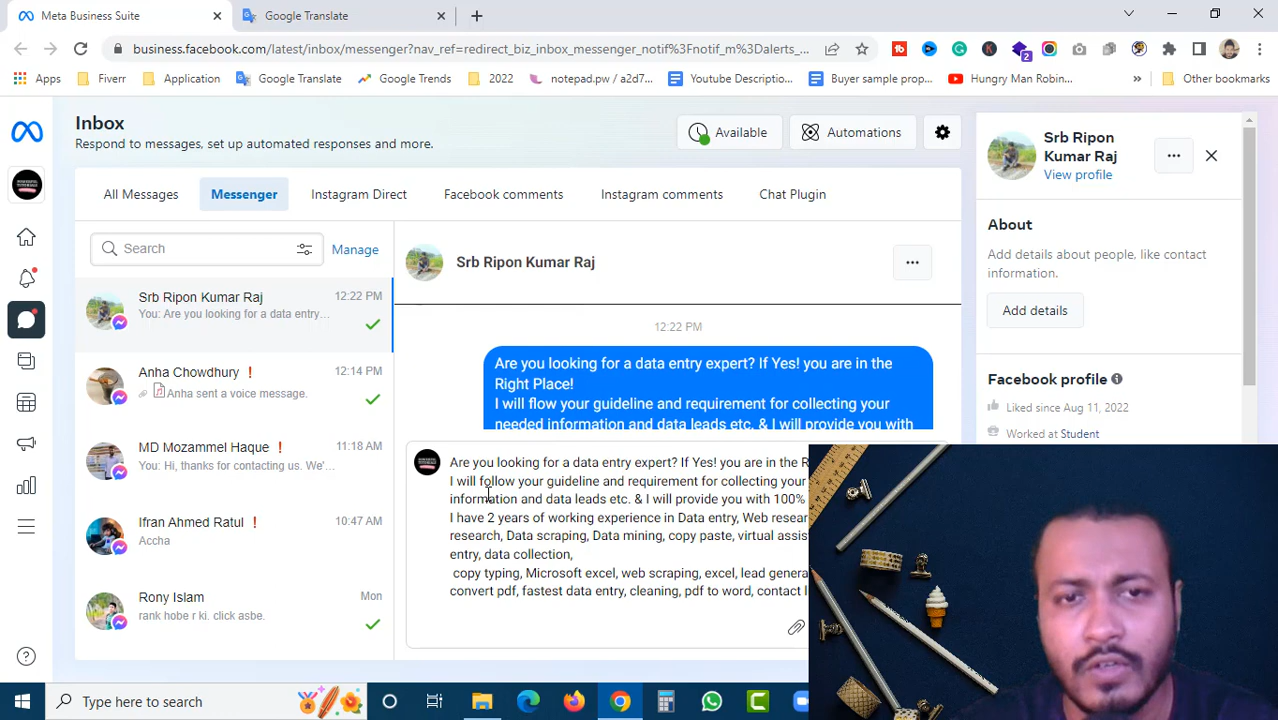 Meta Business Suite
Google Translate
business.facebook.com/latest/inbox/messenger?nav_ref=redirect_biz_inbox_messenger_notif%3Fnotif_m%3Dalerts_...
2
Apps
Fiverr
Application
Google Translate
Google Trends
2022
notepad.pw / a2d7...
Youtube Descriptio...
Buyer sample prop...
Hungry Man Robin...
»
Other bookmarks
Inbox
Respond to messages, set up automated responses and more.
Available
Automations
All Messages
Messenger
Instagram Direct
Facebook comments
Instagram comments
Chat Plugin
Search
Manage
Srb Ripon Kumar Raj
12:22 PM
You: Are you looking for a data entry...
Anha Chowdhury
12:14 PM
Anha sent a voice message.
MD Mozammel Haque
11:18 AM
You: Hi, thanks for contacting us. We'...
Ifran Ahmed Ratul
10:47 AM
Accha
Rony Islam
Mon
rank hobe r ki. click asbe.
Srb Ripon Kumar Raj
12:22 PM
Are you looking for a data entry expert? If Yes! you are in the
Right Place!
I will flow your guideline and requirement for collecting your
needed information and data leads etc. & I will provide you with
Are you looking for a data entry expert? If Yes! you are in the R
I will follow your guideline and requirement for collecting your
information and data leads etc. & I will provide you with 100%
I have 2 years of working experience in Data entry, Web resear
research, Data scraping, Data mining, copy paste, virtual assis
entry, data collection,
copy typing, Microsoft excel, web scraping, excel, lead genera
convert pdf, fastest data entry, cleaning, pdf to word, contact l
Srb Ripon
Kumar Raj
View profile
About
Add details about people, like contact
information.
Add details
Facebook profile
Liked since Aug 11, 2022
Worked at Student
Type here to search